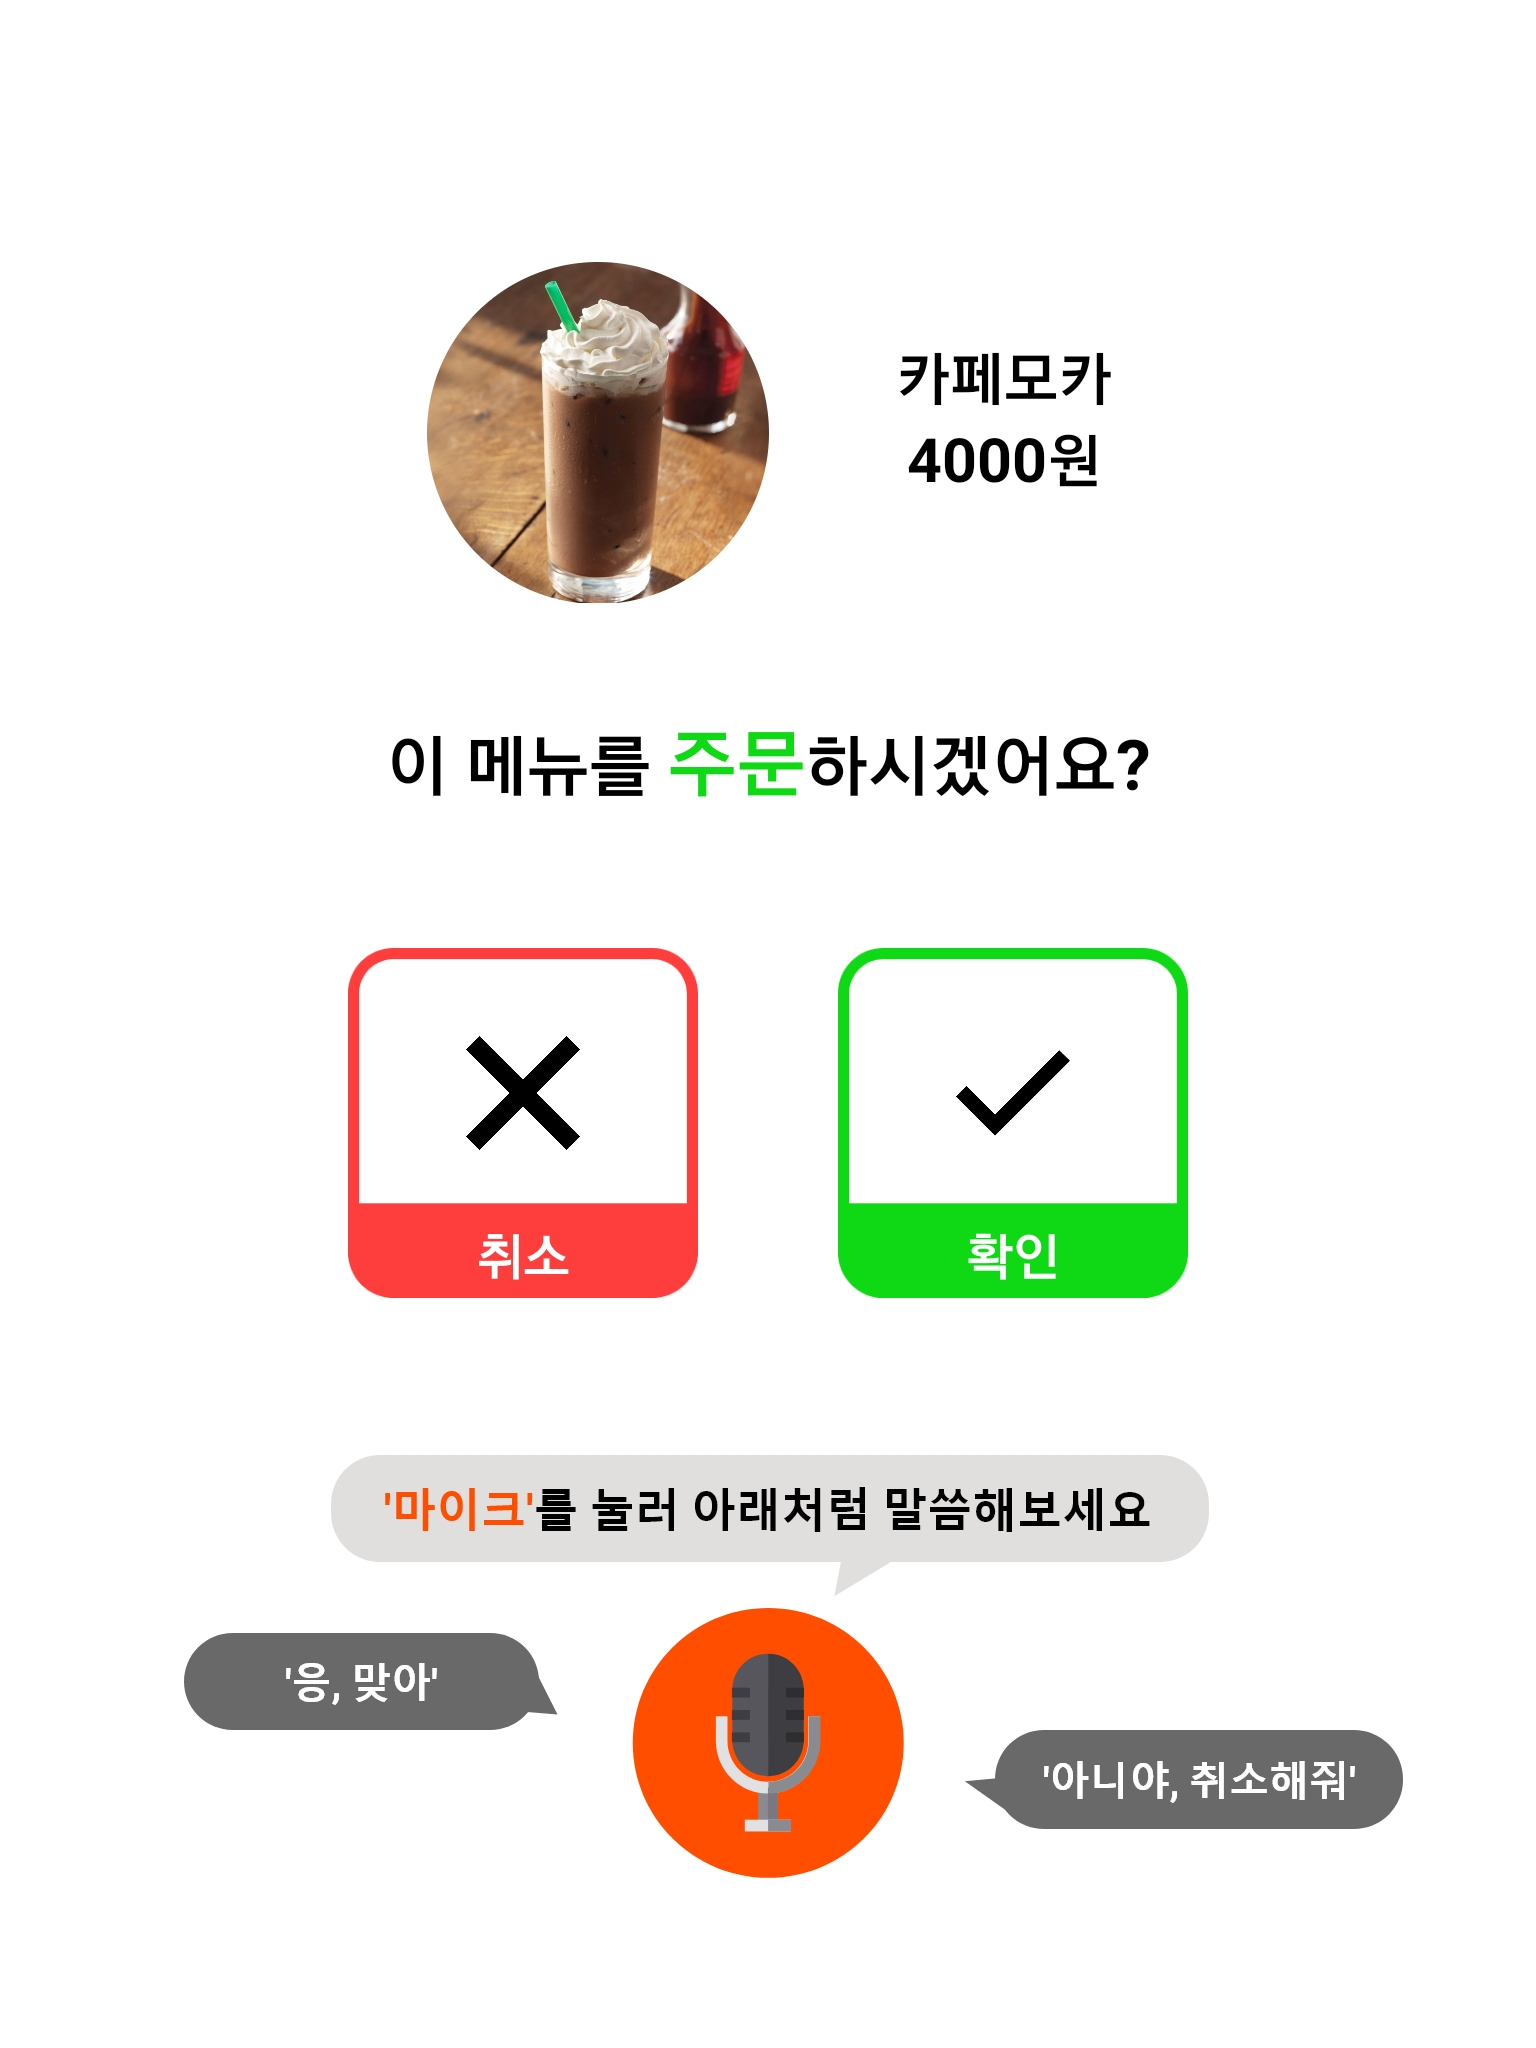 카페모카
4000원
이 메뉴를 주문하시겠어요?
취소
확인
'마이크'를 눌러 아래처럼 말씀해보세요
'응, 맞아'
'아니야, 취소해줘'